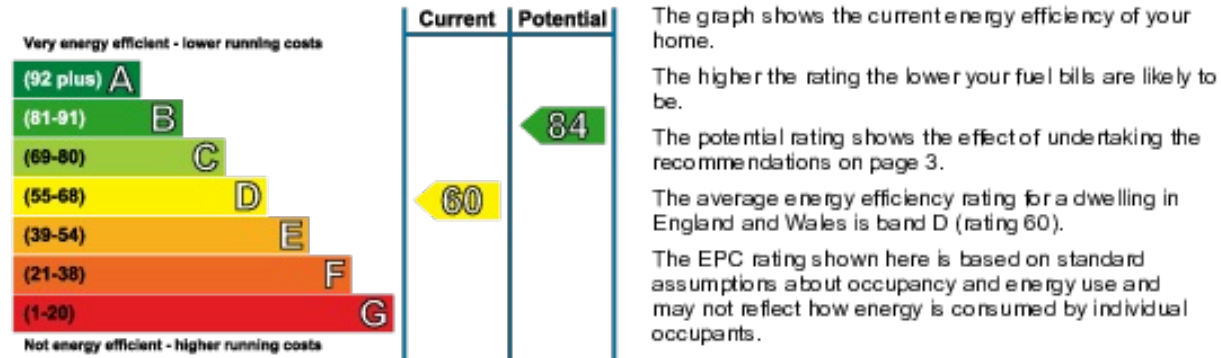 Current Potential
Very energy efficient - lower running costs
(92 plus) A
(81-91) B
84
(69-80) C
(55-68) D
60
(39-54) E
(21-38) F
(1-20) G
Not energy efficient - higher running costs
The graph shows the current energy efficiency of your
home.
The higher the rating the lower your fuel bills are likely to
be.
The potential rating shows the effect of undertaking the
recommendations on page 3.
The average energy efficiency rating for a dwelling in
England and Wales is band D (rating 60).
The EPC rating shown here is based on standard
assumptions about occupancy and energy use and
may not reflect how energy is consumed by individual
occupants.